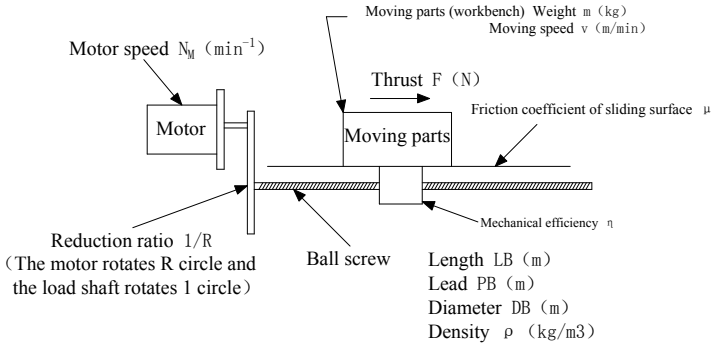 Moving parts (workbench) Weight m (kg)
Moving speed v (m/min)
Motor speed N_M (min⁻¹)
Thrust F (N)
Friction coefficient of sliding surface μ
Motor
Moving parts
Mechanical efficiency η
Reduction ratio 1/R
(The motor rotates R circle and
the load shaft rotates 1 circle)
Ball screw
Length LB (m)
Lead PB (m)
Diameter DB (m)
Density ρ (kg/m3)